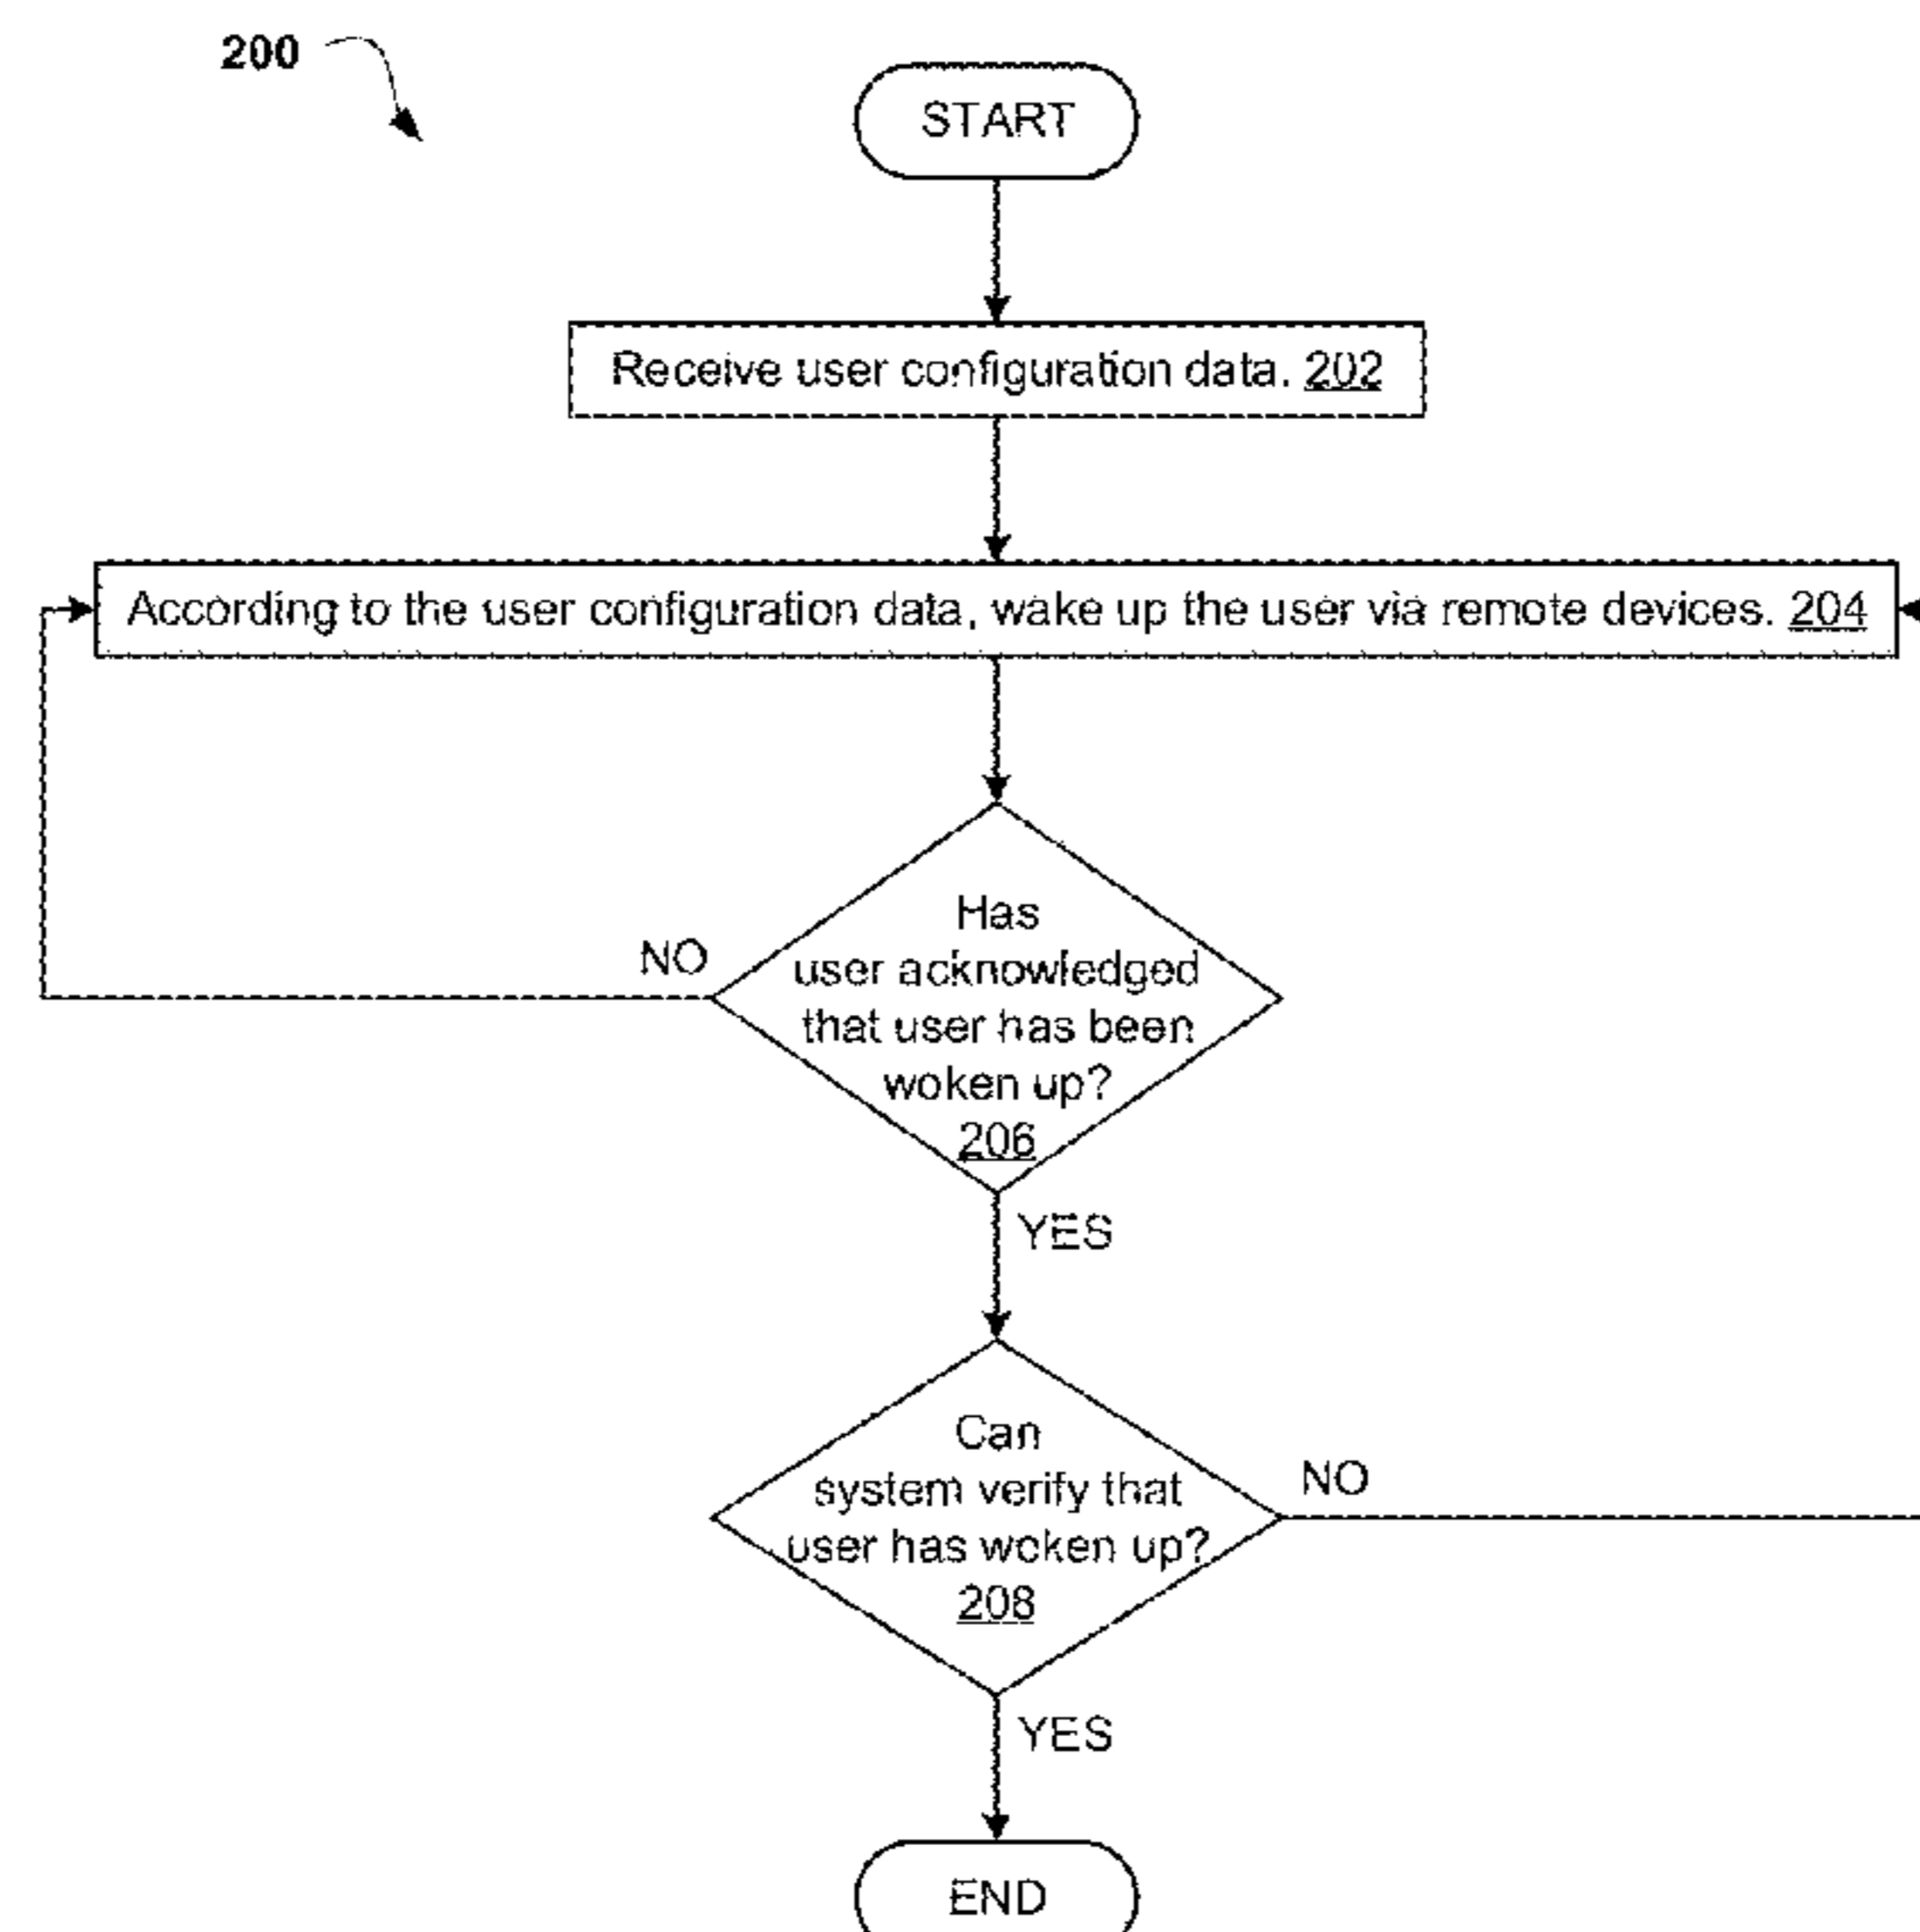 200
START
Receive user configuration data. 202
According to the user configuration data, wake up the user via remote devices. 204
Has
user acknowledged
that user has been
woken up?
206
NO
YES
Can
system verify that
user has woken up?
208
NO
YES
END